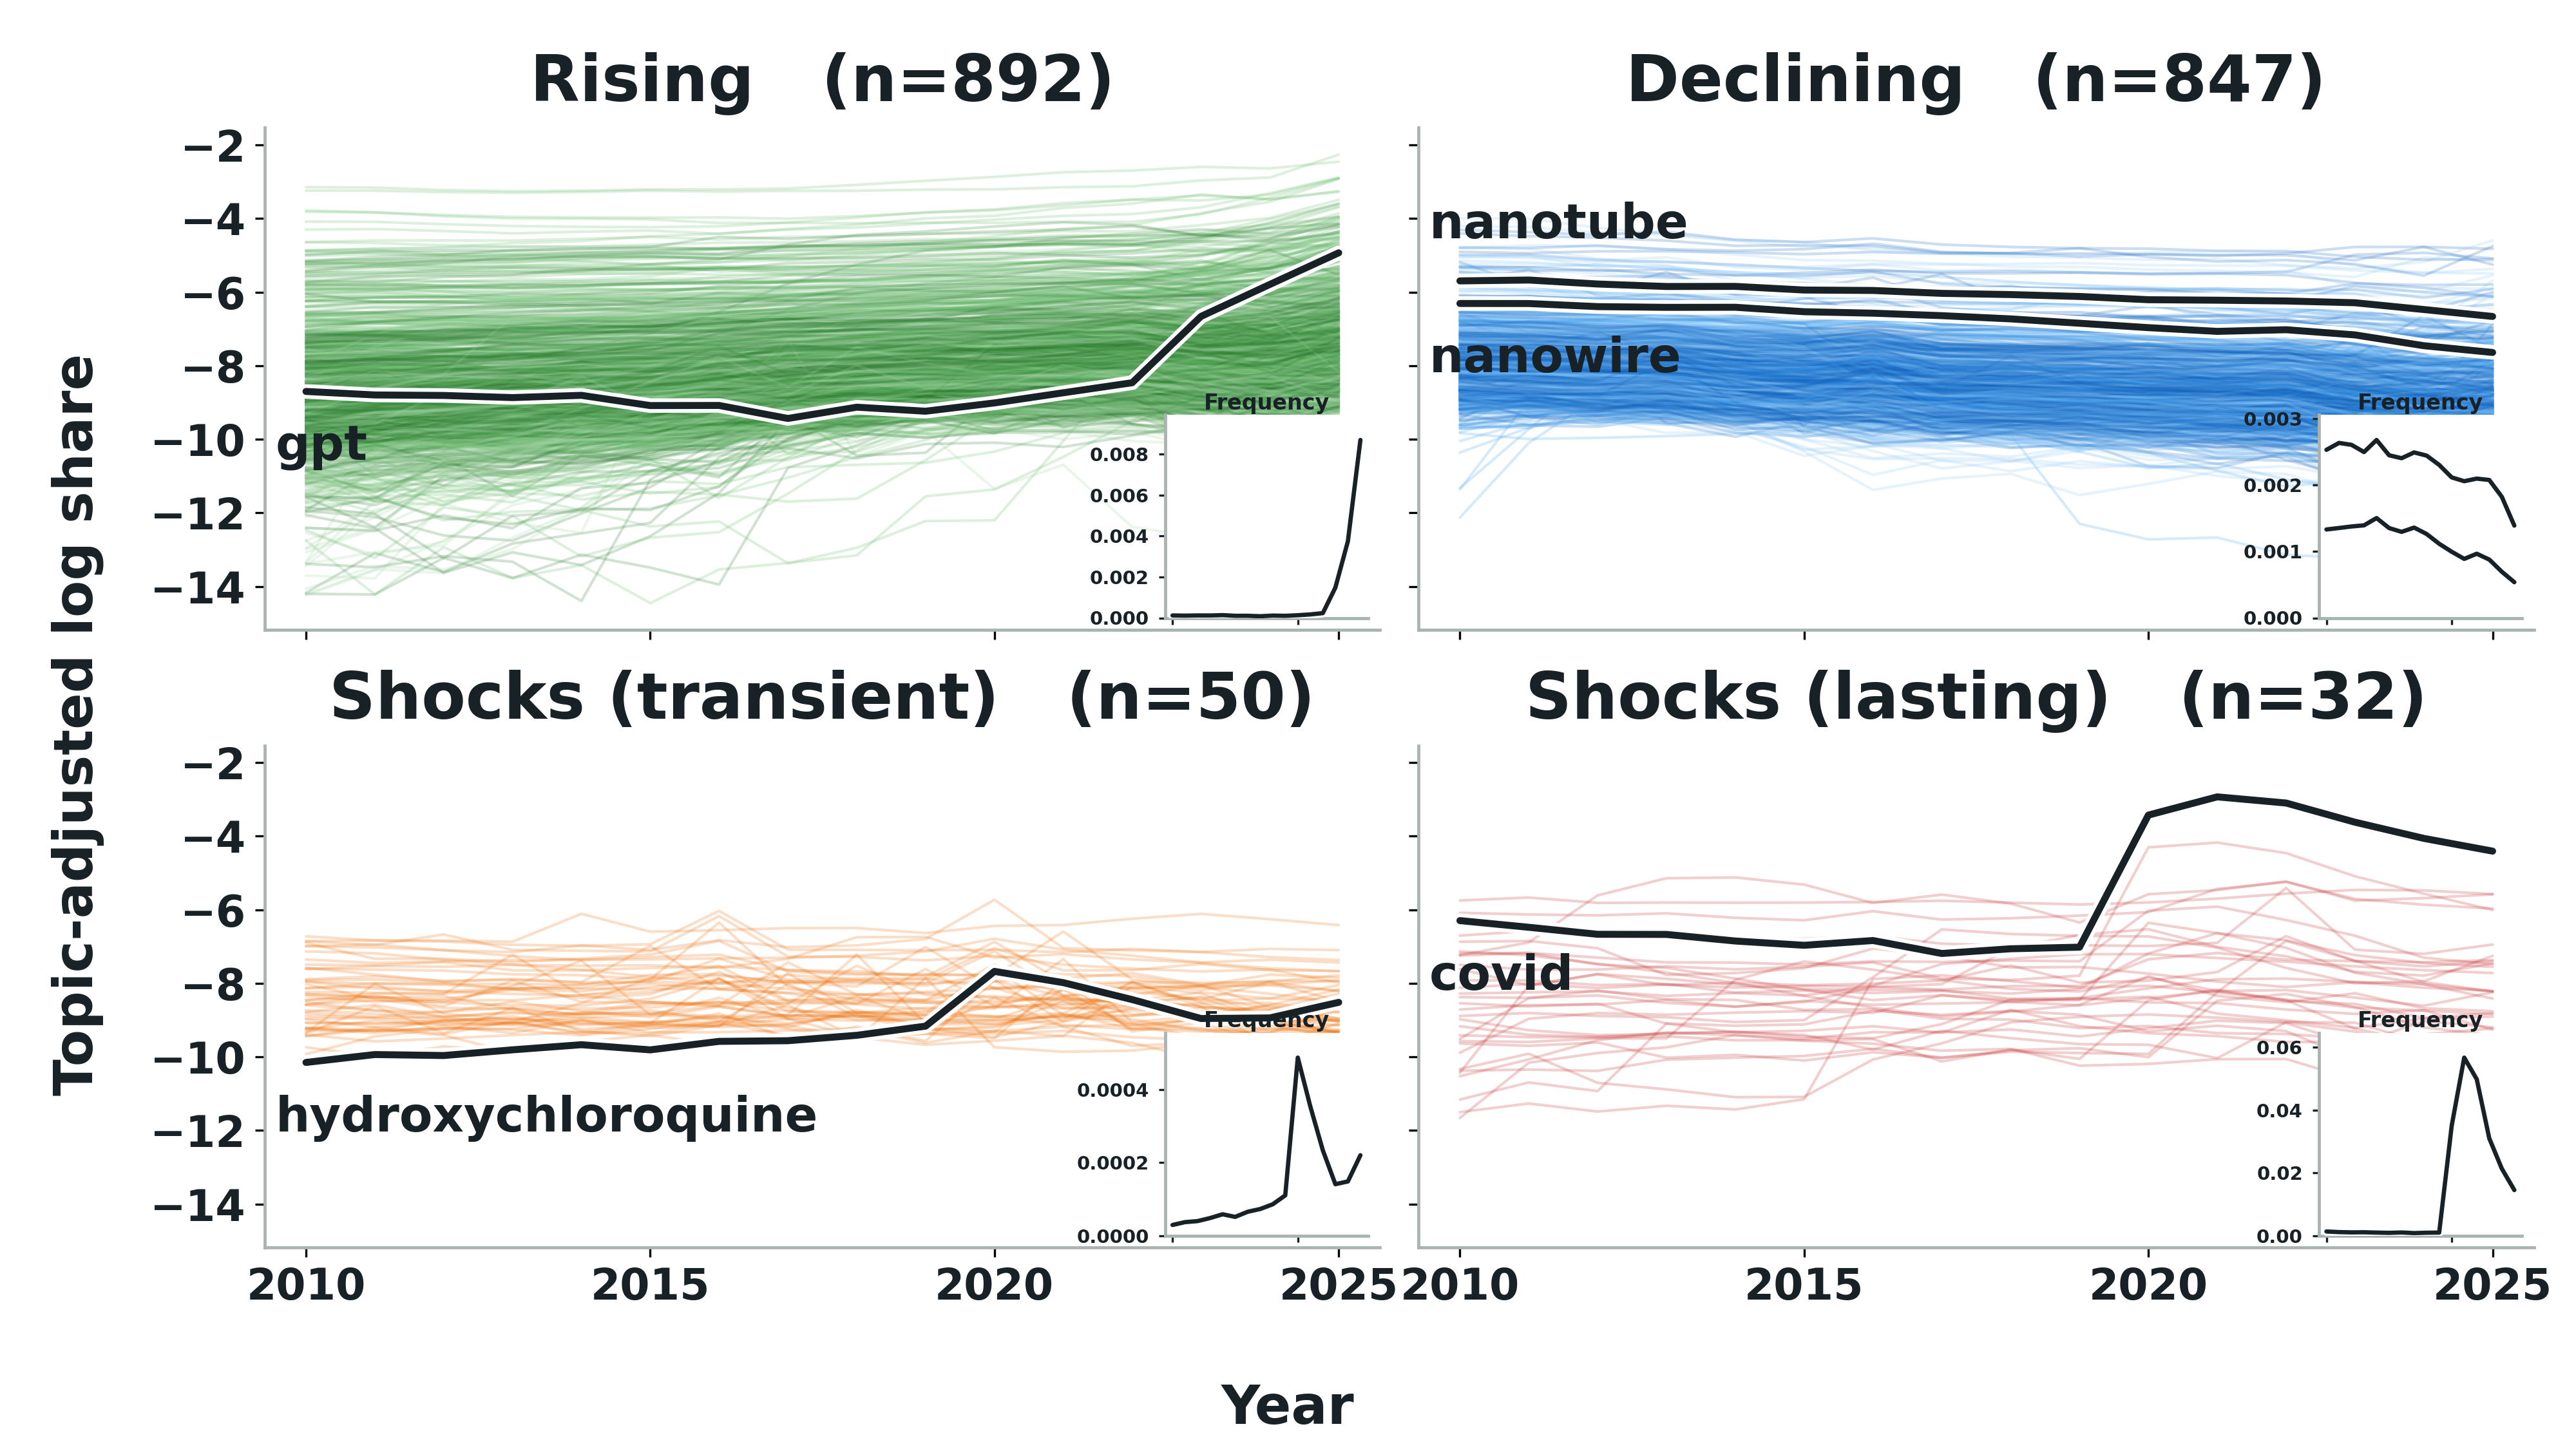 Rising (n=892)
Declining (n=847)
Topic-adjusted log share
−2
−4
−6
−8
−10
−12
−14
gpt
Frequency
0.008
0.006
0.004
0.002
0.000
nanotube
nanowire
Frequency
0.003
0.002
0.001
0.000
Shocks (transient) (n=50)
Shocks (lasting) (n=32)
−2
−4
−6
−8
−10
−12
−14
hydroxychloroquine
Frequency
0.0004
0.0002
0.0000
2010 2015 2020 2025
covid
Frequency
0.06
0.04
0.02
0.00
2010 2015 2020 2025
Year